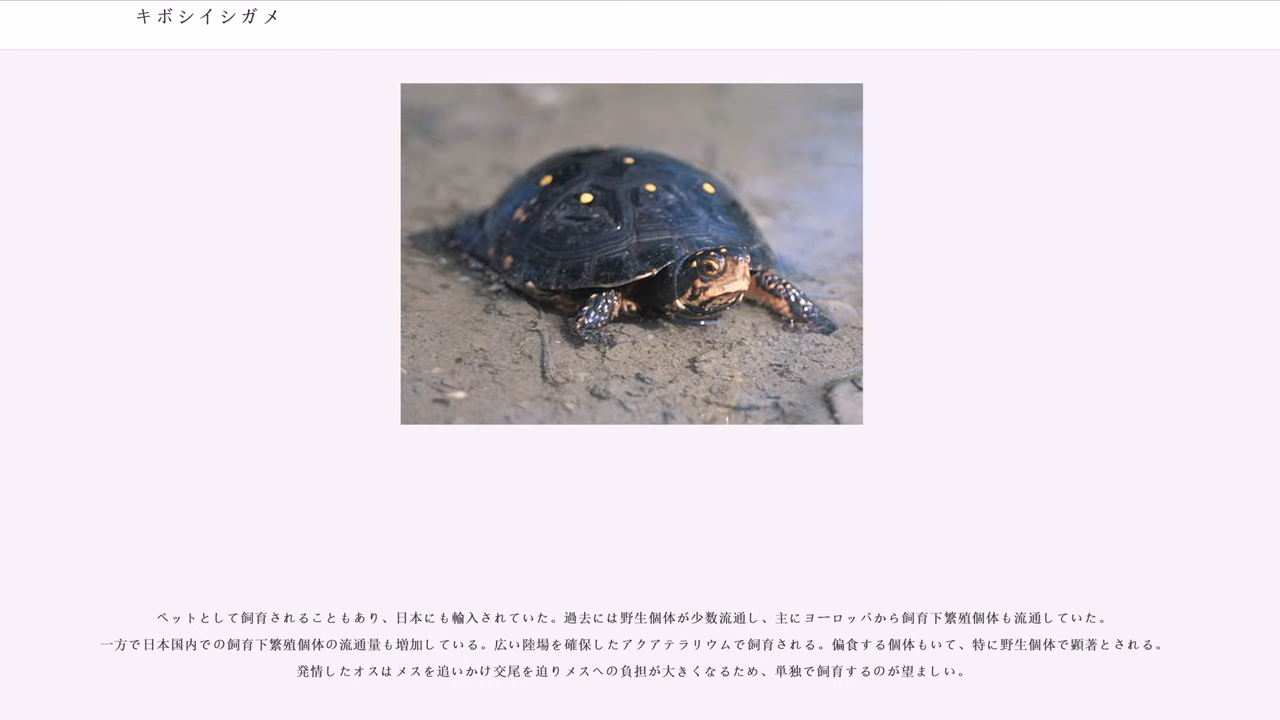 キボシイシガメ
ペットとして飼育されることもあり、日本にも輸入されていた。過去には野生個体が少数流通し、主にヨーロッパから飼育下繁殖個体も流通していた。
一方で日本国内での飼育下繁殖個体の流通量も増加している。広い陸場を確保したアクアテラリウムで飼育される。偏食する個体もいて、特に野生個体で顕著とされる。
発情したオスはメスを追いかけ交尾を迫りメスへの負担が大きくなるため、単独で飼育するのが望ましい。